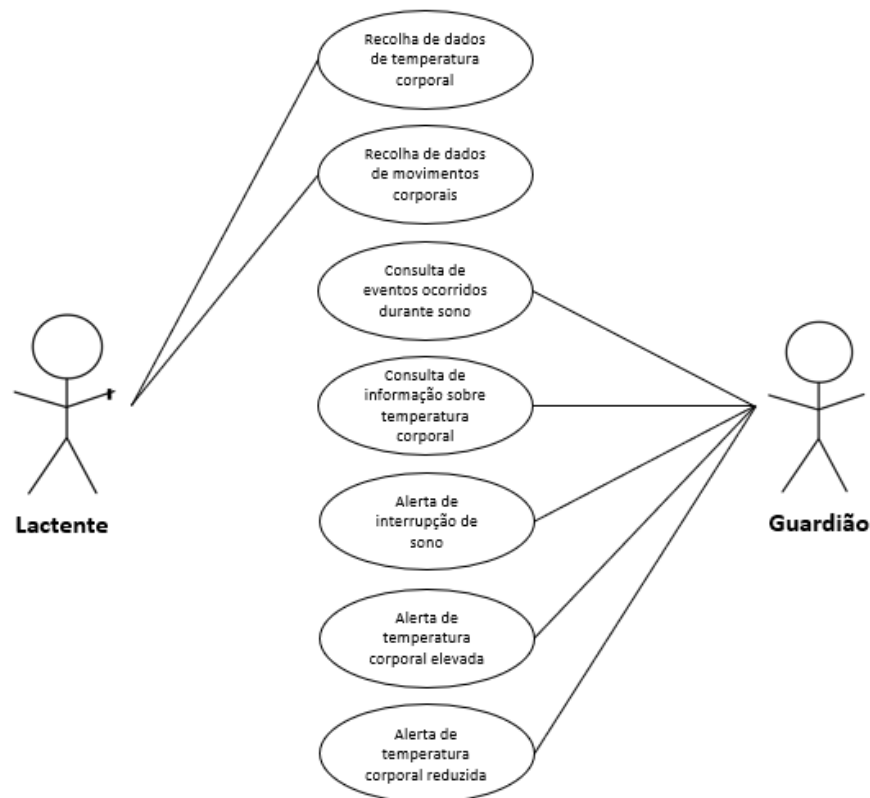 Recolha de dados
de temperatura
corporal
Recolha de dados
de movimentos
corporais
Consulta de
eventos ocorridos
durante sono
Consulta de
informação sobre
temperatura
corporal
Alerta de
interrupção de
sono
Alerta de
temperatura
corporal elevada
Alerta de
temperatura
corporal reduzida
Lactente
Guardião